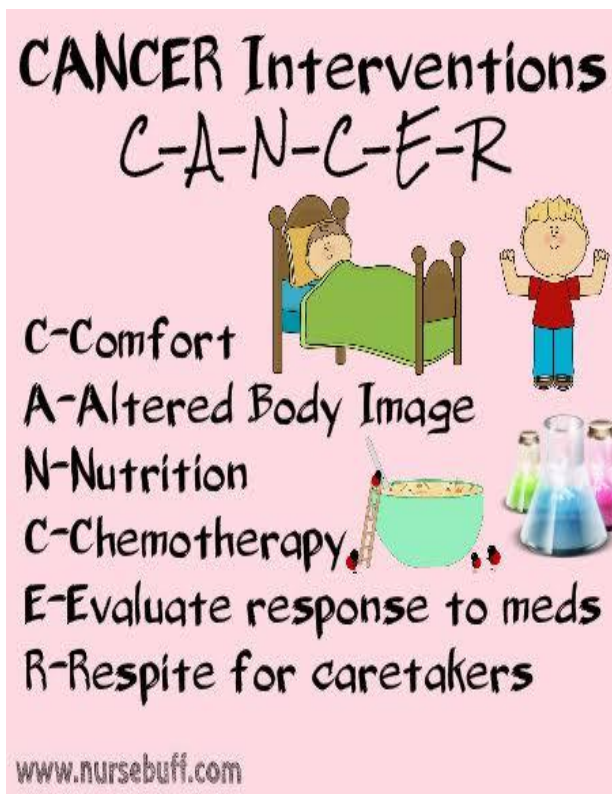 CANCER Interventions
C-A-N-C-E-R
C-Comfort
A-Altered Body Image
N-Nutrition
C-Chemotherapy
E-Evaluate response to meds
R-Respite for caretakers
www.nursebuff.com